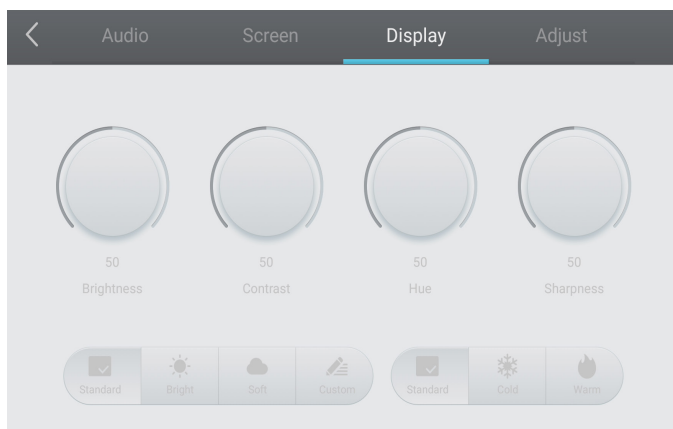 Audio Screen Display Adjust
50 50 50 50
Brightness Contrast Hue Sharpness
Standard Bright Soft Custom Standard Cold Warm